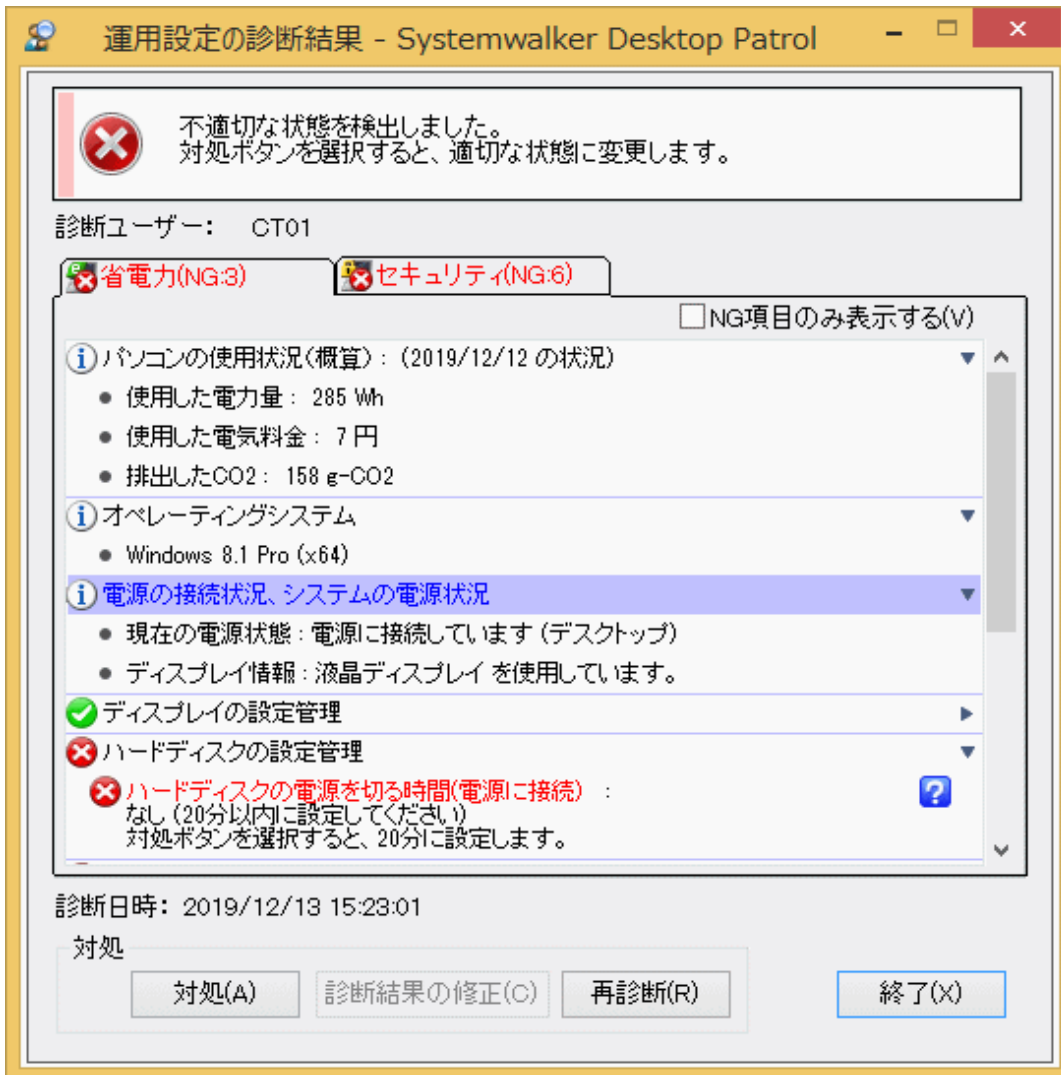 運用設定の診断結果 - Systemwalker Desktop Patrol
不適切な状態を検出しました。
対処ボタンを選択すると、適切な状態に変更します。
診断ユーザー: CT01
省電力(NG:3) セキュリティ(NG:6)
NG項目のみ表示する(V)
パソコンの使用状況(概算) : (2019/12/12 の状況)
● 使用した電力量 : 285 Wh
● 使用した電気料金 : 7 円
● 排出したCO2 : 158 g-CO2
オペレーティングシステム
● Windows 8.1 Pro (x64)
電源の接続状況、システムの電源状況
● 現在の電源状態 : 電源に接続しています (デスクトップ)
● ディスプレイ情報 : 液晶ディスプレイ を使用しています。
ディスプレイの設定管理
ハードディスクの設定管理
ハードディスクの電源を切る時間(電源に接続) :
なし (20分以内に設定してください)
対処ボタンを選択すると、20分に設定します。
診断日時: 2019/12/13 15:23:01
対処
対処(A) 診断結果の修正(C) 再診断(R) 終了(X)